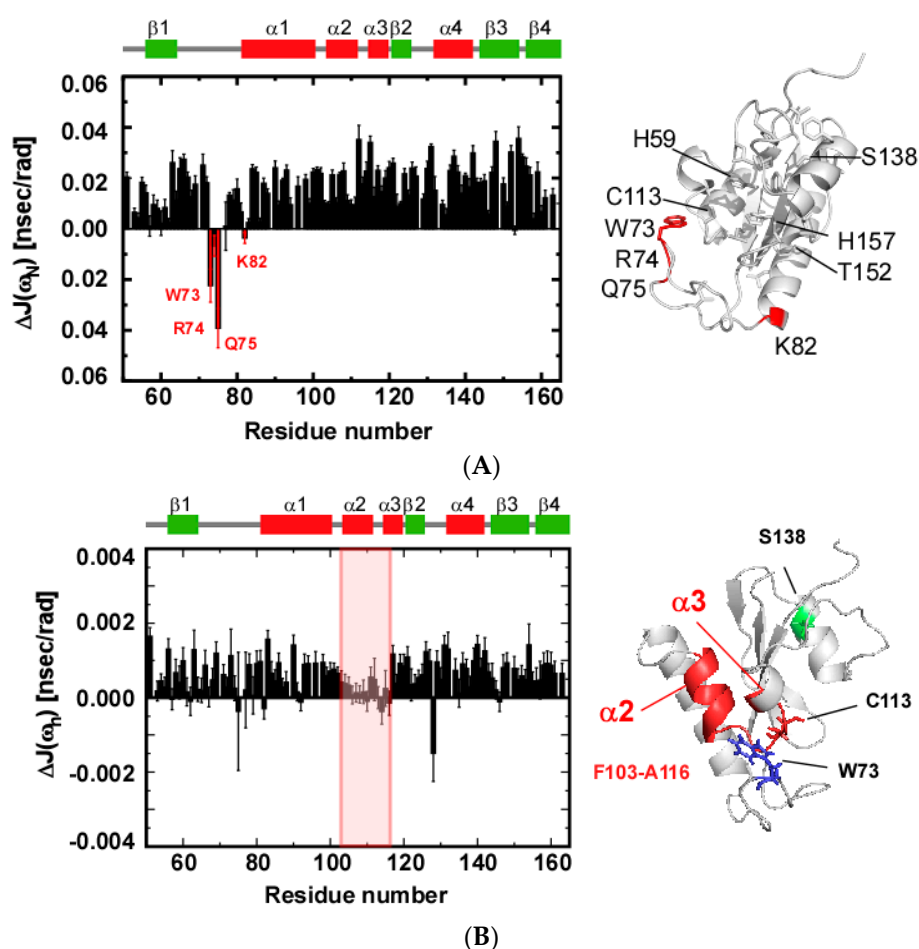 β1 α1 α2 α3 β2 α4 β3 β4
0.06
0.04
0.02
0.00
0.02
0.04
0.06
ΔJ(ωN) [nsec/rad]
W73
R74
Q75
K82
60 80 100 120 140 160
Residue number
H59
C113
W73
R74
Q75
S138
H157
T152
K82
(A)
β1 α1 α2 α3 β2 α4 β3 β4
0.004
0.002
0.000
-0.002
-0.004
ΔJ(ωh) [nsec/rad]
60 80 100 120 140 160
Residue number
S138
α3
α2
C113
F103-A116
W73
(B)